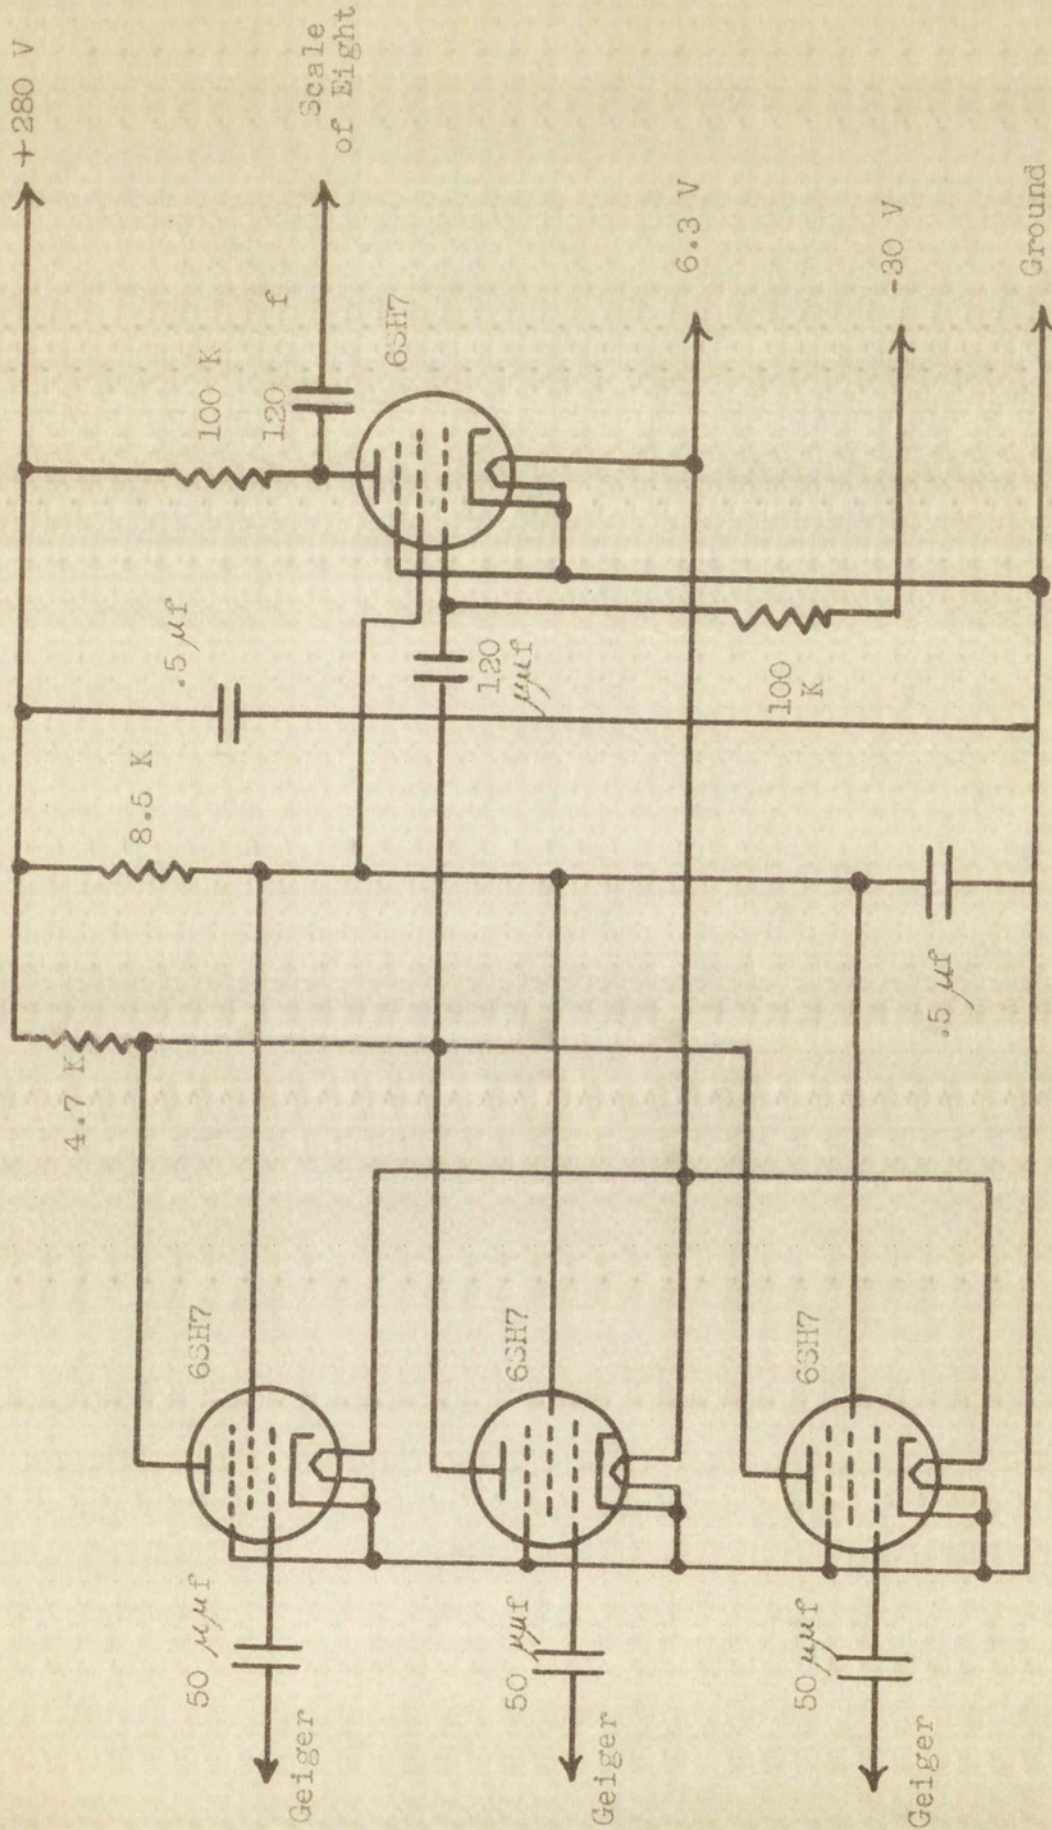 +280 V
Scale
of Eight
100 K
120 f
6SH7
.5 μf
8.5 K
4.7 K
120
μμf
6.3 V
-30 V
100
K
Ground
.5 μf
6SH7
6SH7
6SH7
50 μμf
50 μμf
50 μμf
Geiger
Geiger
Geiger